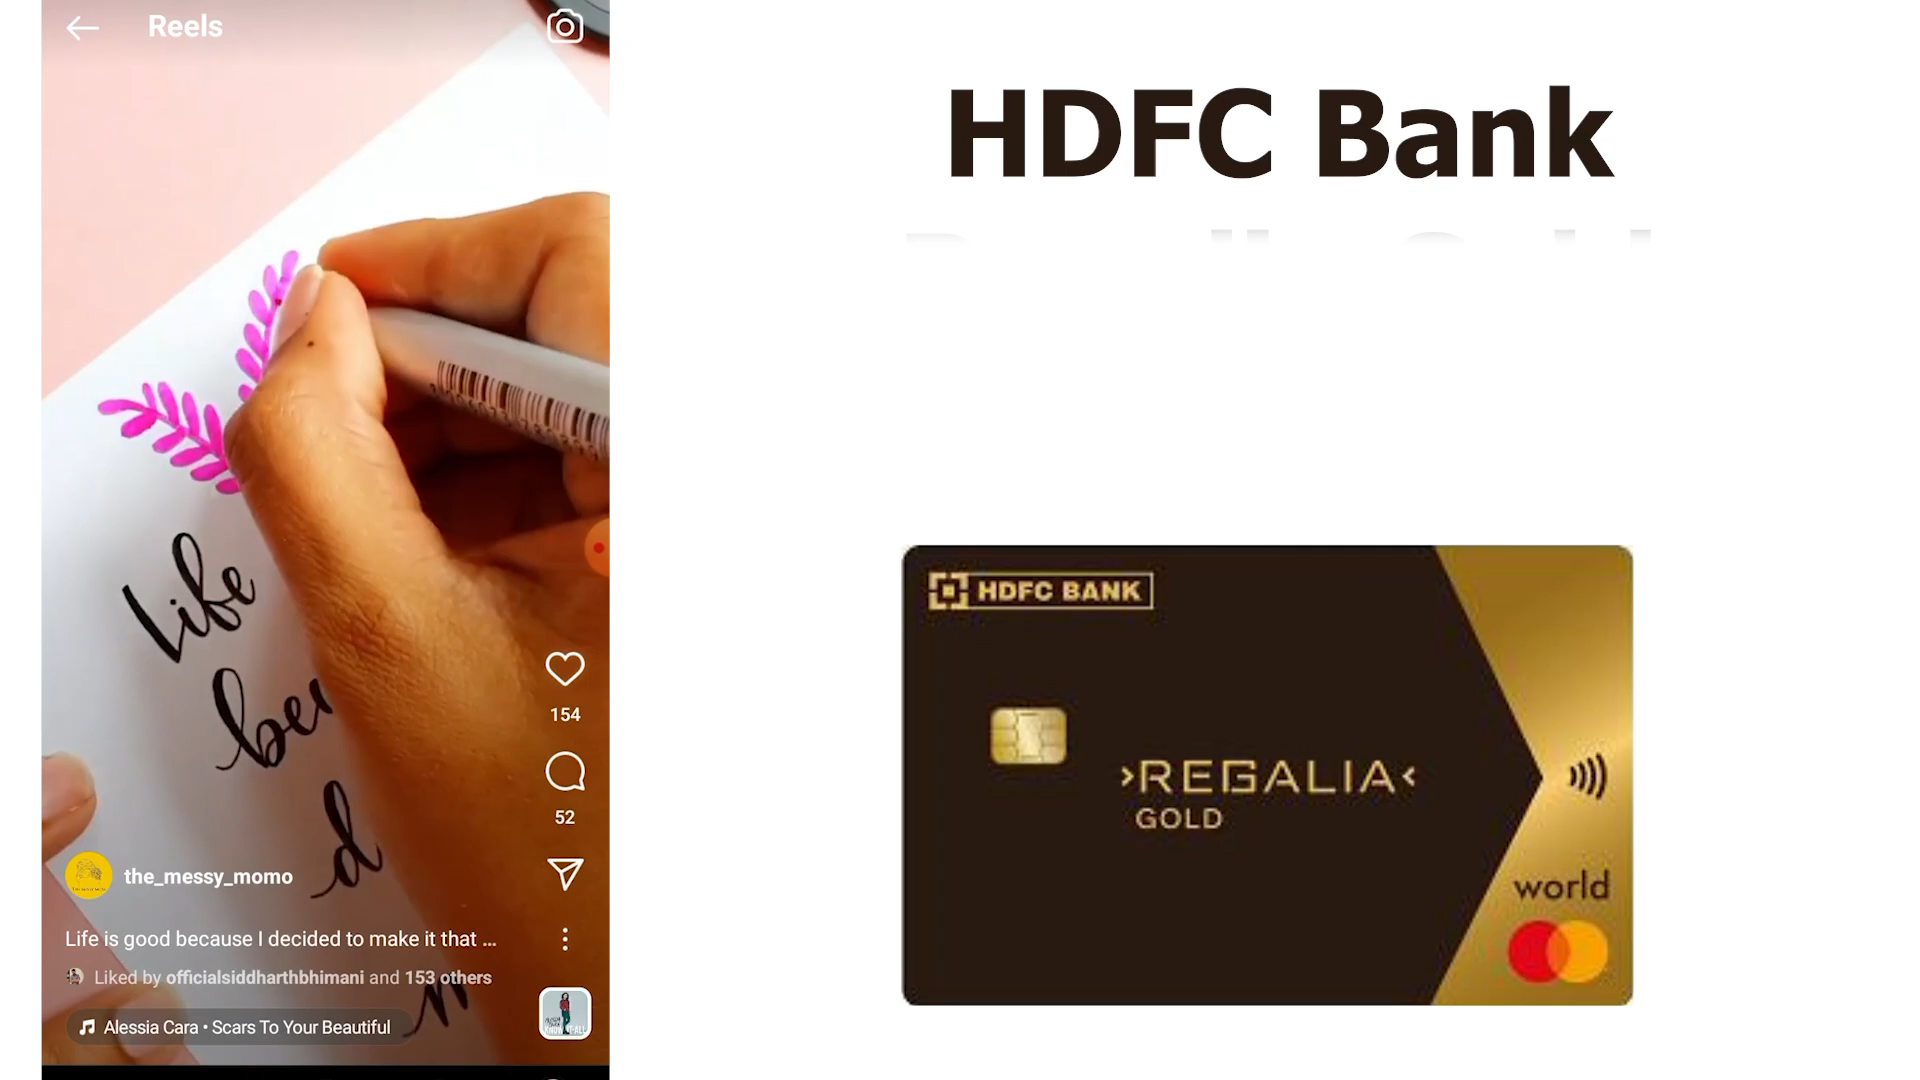 Reels
Life
be
d
154
52
the_messy_momo
Life is good because I decided to make it that ...
Liked by officialsiddharthbhimani and 153 others
Alessia Cara • Scars To Your Beautiful
HDFC Bank
HDFC BANK
›REGALIA‹
GOLD
world